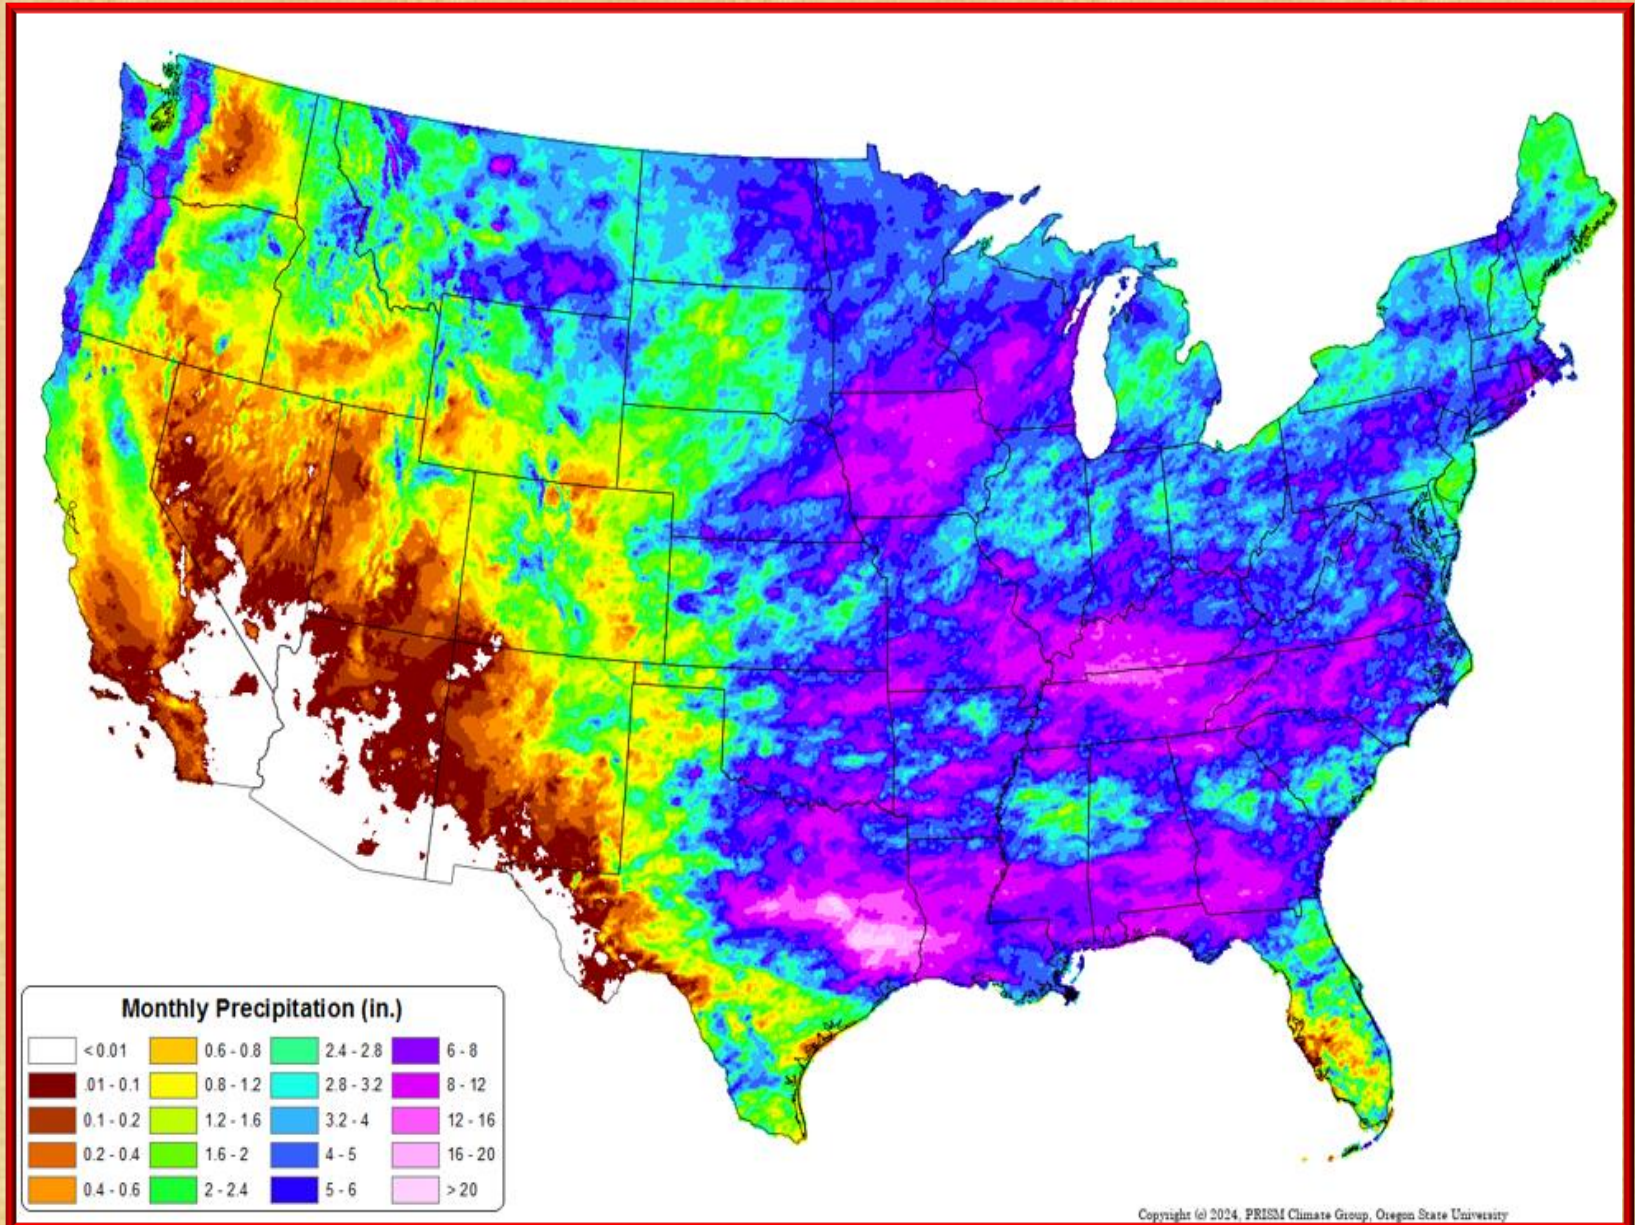 Monthly Precipitation (in.)
< 0.01 0.6 - 0.8 2.4 - 2.8 6 - 8
.01 - 0.1 0.8 - 1.2 2.8 - 3.2 8 - 12
0.1 - 0.2 1.2 - 1.6 3.2 - 4 12 - 16
0.2 - 0.4 1.6 - 2 4 - 5 16 - 20
0.4 - 0.6 2 - 2.4 5 - 6 > 20
Copyright (c) 2024, PRISM Climate Group, Oregon State University